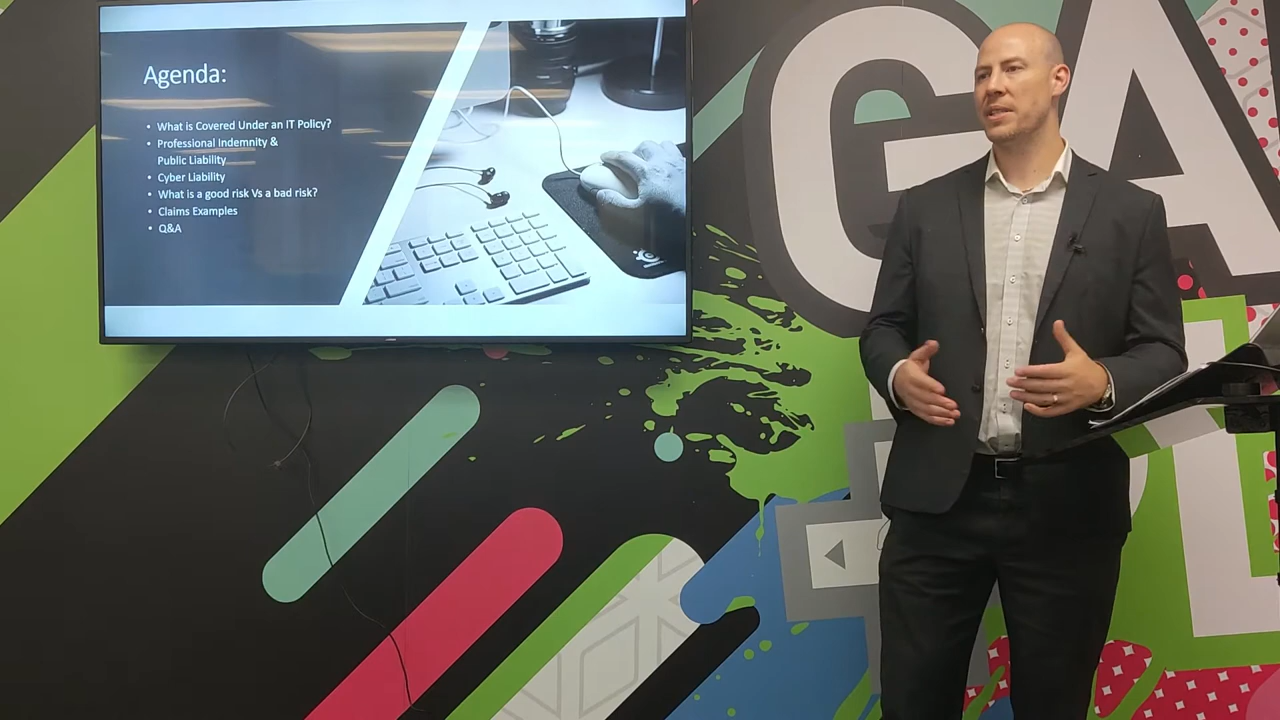 Agenda:
• What is Covered Under an IT Policy?
• Professional Indemnity &
Public Liability
• Cyber Liability
• What is a good risk Vs a bad risk?
• Claims Examples
• Q&A
GA